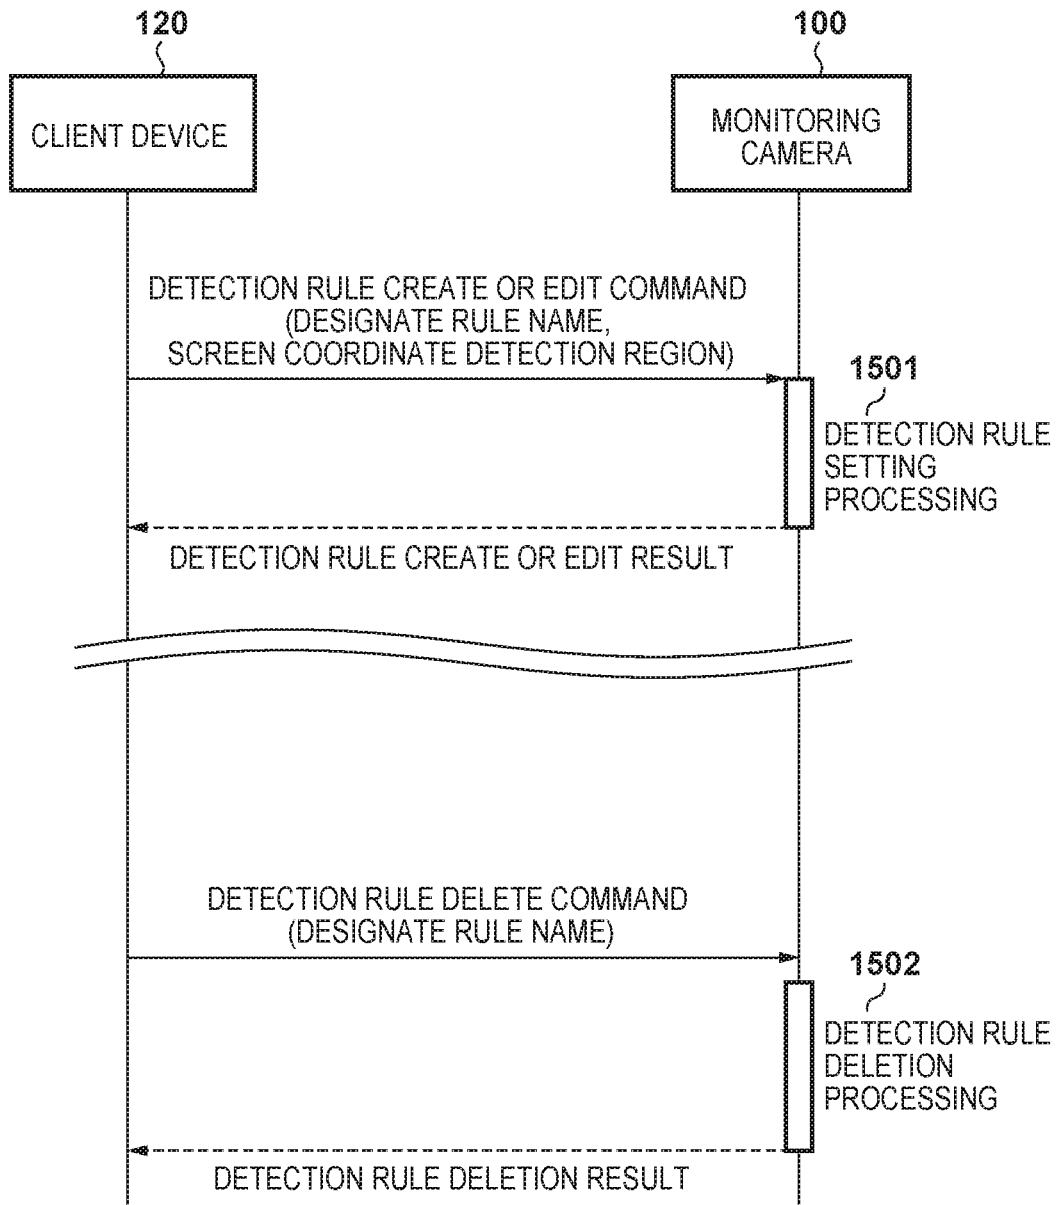 120
100
CLIENT DEVICE
MONITORING
CAMERA
DETECTION RULE CREATE OR EDIT COMMAND
(DESIGNATE RULE NAME,
SCREEN COORDINATE DETECTION REGION)
1501
DETECTION RULE
SETTING
PROCESSING
DETECTION RULE CREATE OR EDIT RESULT
DETECTION RULE DELETE COMMAND
(DESIGNATE RULE NAME)
1502
DETECTION RULE
DELETION
PROCESSING
DETECTION RULE DELETION RESULT